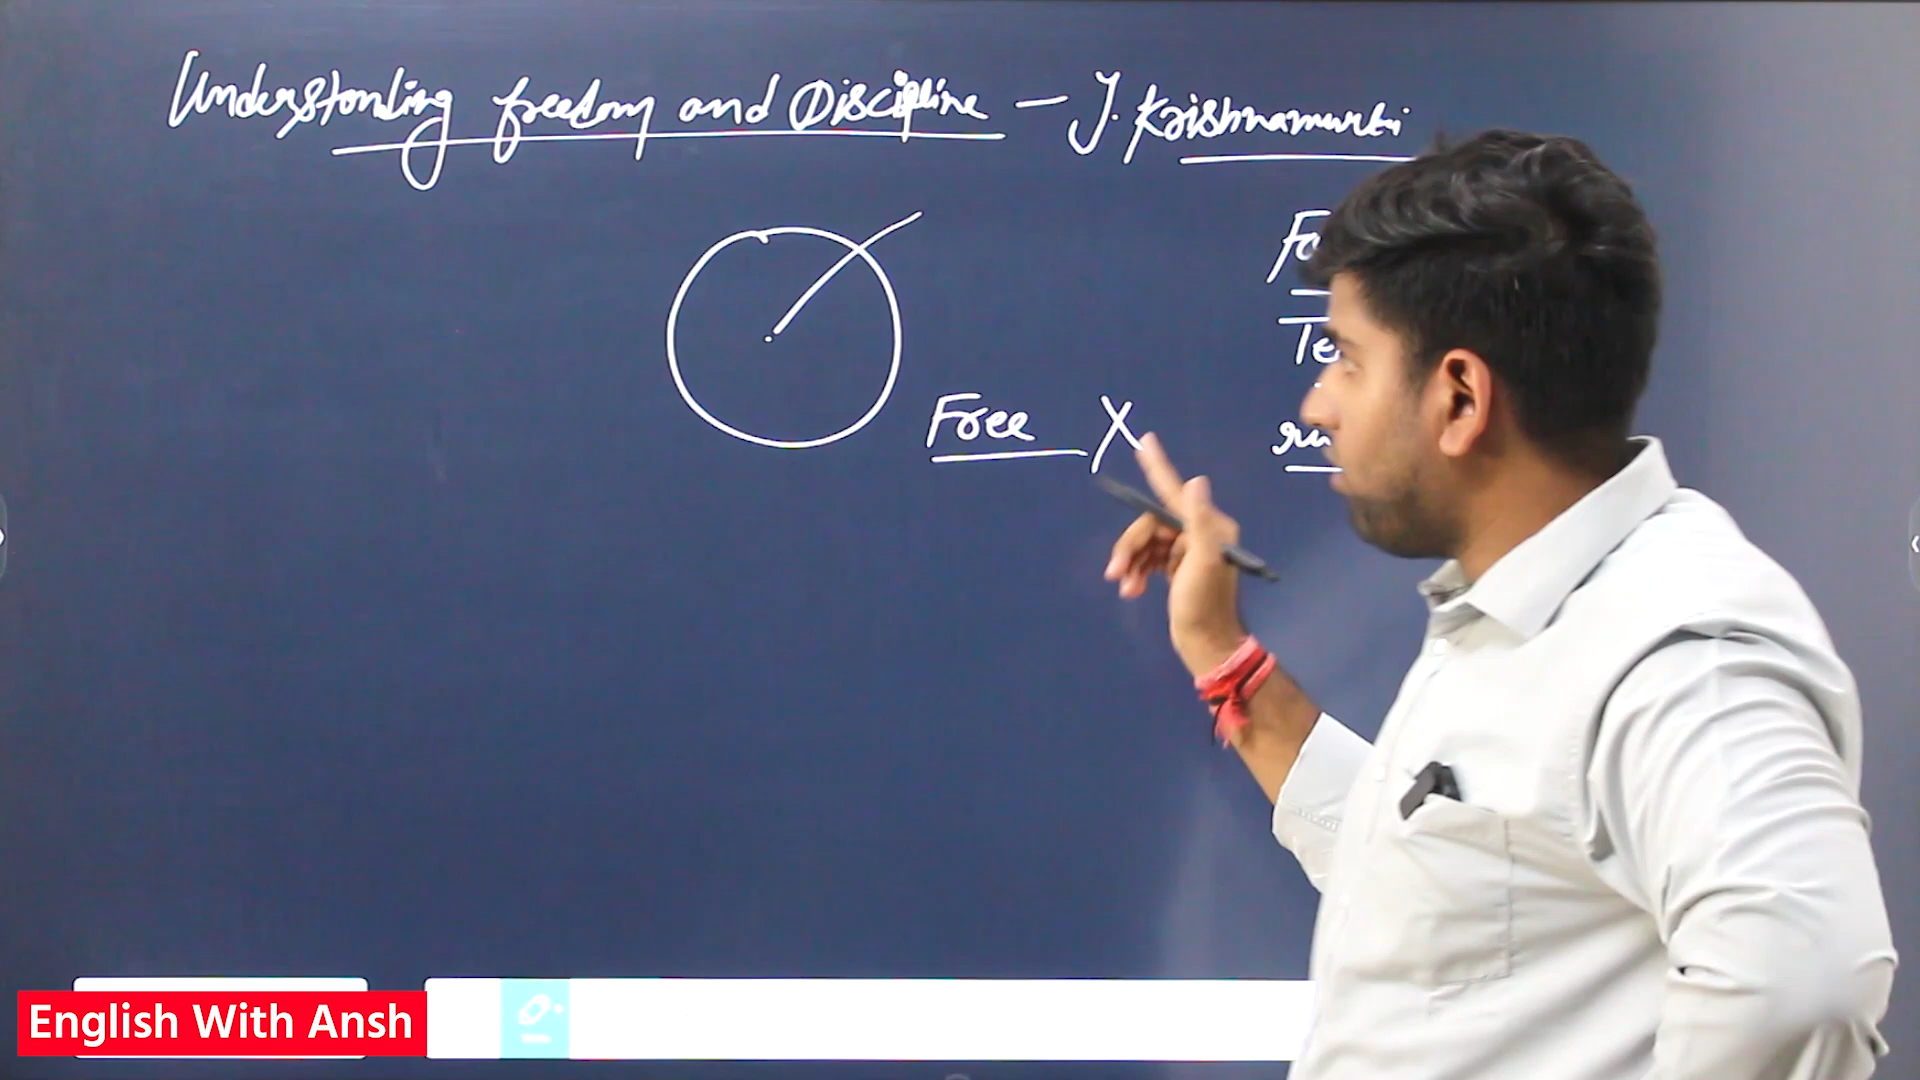 Understanding freedom and Discipline — J. Krishnamurti
Free X
English With Ansh